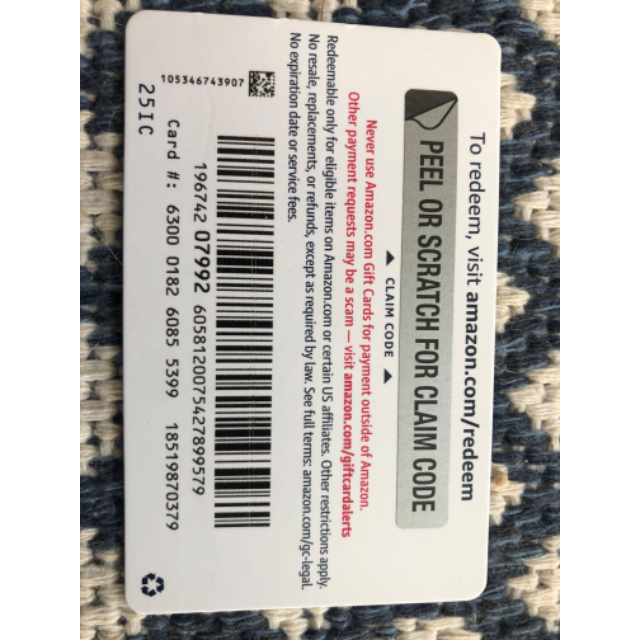 To redeem, visit amazon.com/redeem
PEEL OR SCRATCH FOR CLAIM CODE
▲ CLAIM CODE ▲
Never use Amazon.com Gift Cards for payment outside of Amazon.
Other payment requests may be a scam — visit amazon.com/giftcardalerts
Redeemable only for eligible items on Amazon.com or certain US affiliates. Other restrictions apply.
No resale, replacements, or refunds, except as required by law. See full terms: amazon.com/gc-legal.
No expiration date or service fees.
196742 07992 6058120075427899579
105346743907
Card #: 6300 0182 6085 5399 18519870379
25IC